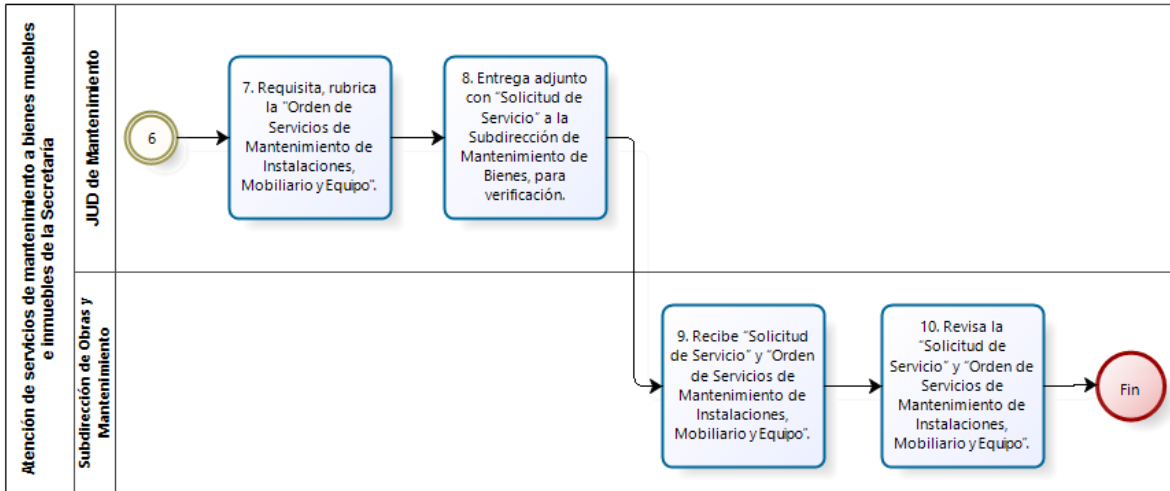 Atención de servicios de mantenimiento a bienes muebles
e inmuebles de la Secretaría
JUD de Mantenimiento
6
7. Requisita, rubrica
la "Orden de
Servicios de
Mantenimiento de
Instalaciones,
Mobiliario y Equipo".
8. Entrega adjunto
con "Solicitud de
Servicio" a la
Subdirección de
Mantenimiento de
Bienes, para
verificación.
Subdirección de Obras y
Mantenimiento
9. Recibe "Solicitud
de Servicio" y "Orden
de Servicios de
Mantenimiento de
Instalaciones,
Mobiliario y Equipo".
10. Revisa la
"Solicitud de
Servicio" y "Orden de
Servicios de
Mantenimiento de
Instalaciones,
Mobiliario y Equipo".
Fin